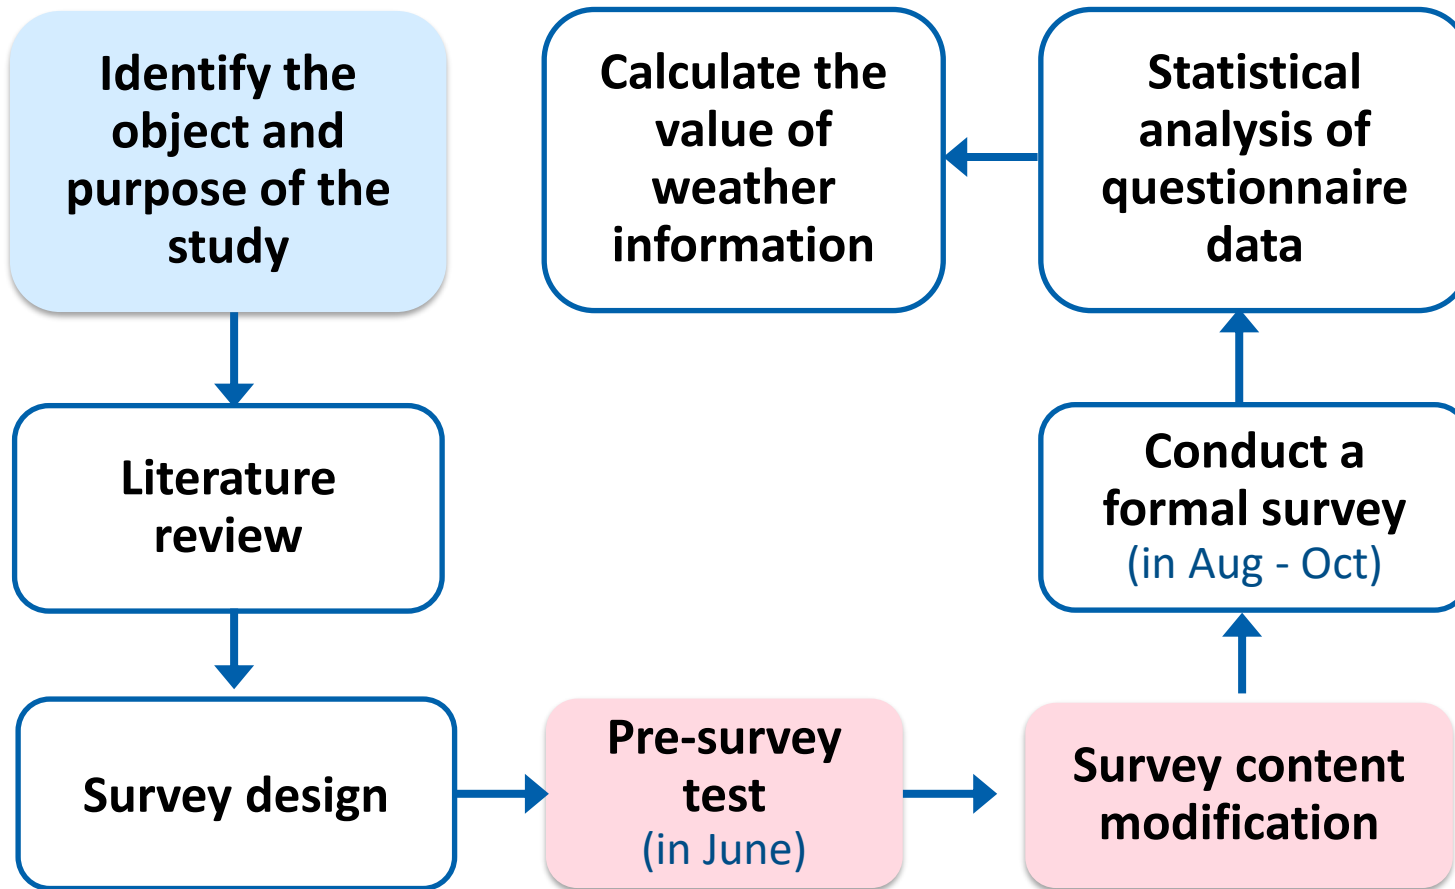 Identify the
object and
purpose of the
study
Literature
review
Survey design
Pre-survey
test
(in June)
Survey content
modification
Conduct a
formal survey
(in Aug - Oct)
Statistical
analysis of
questionnaire
data
Calculate the
value of
weather
information